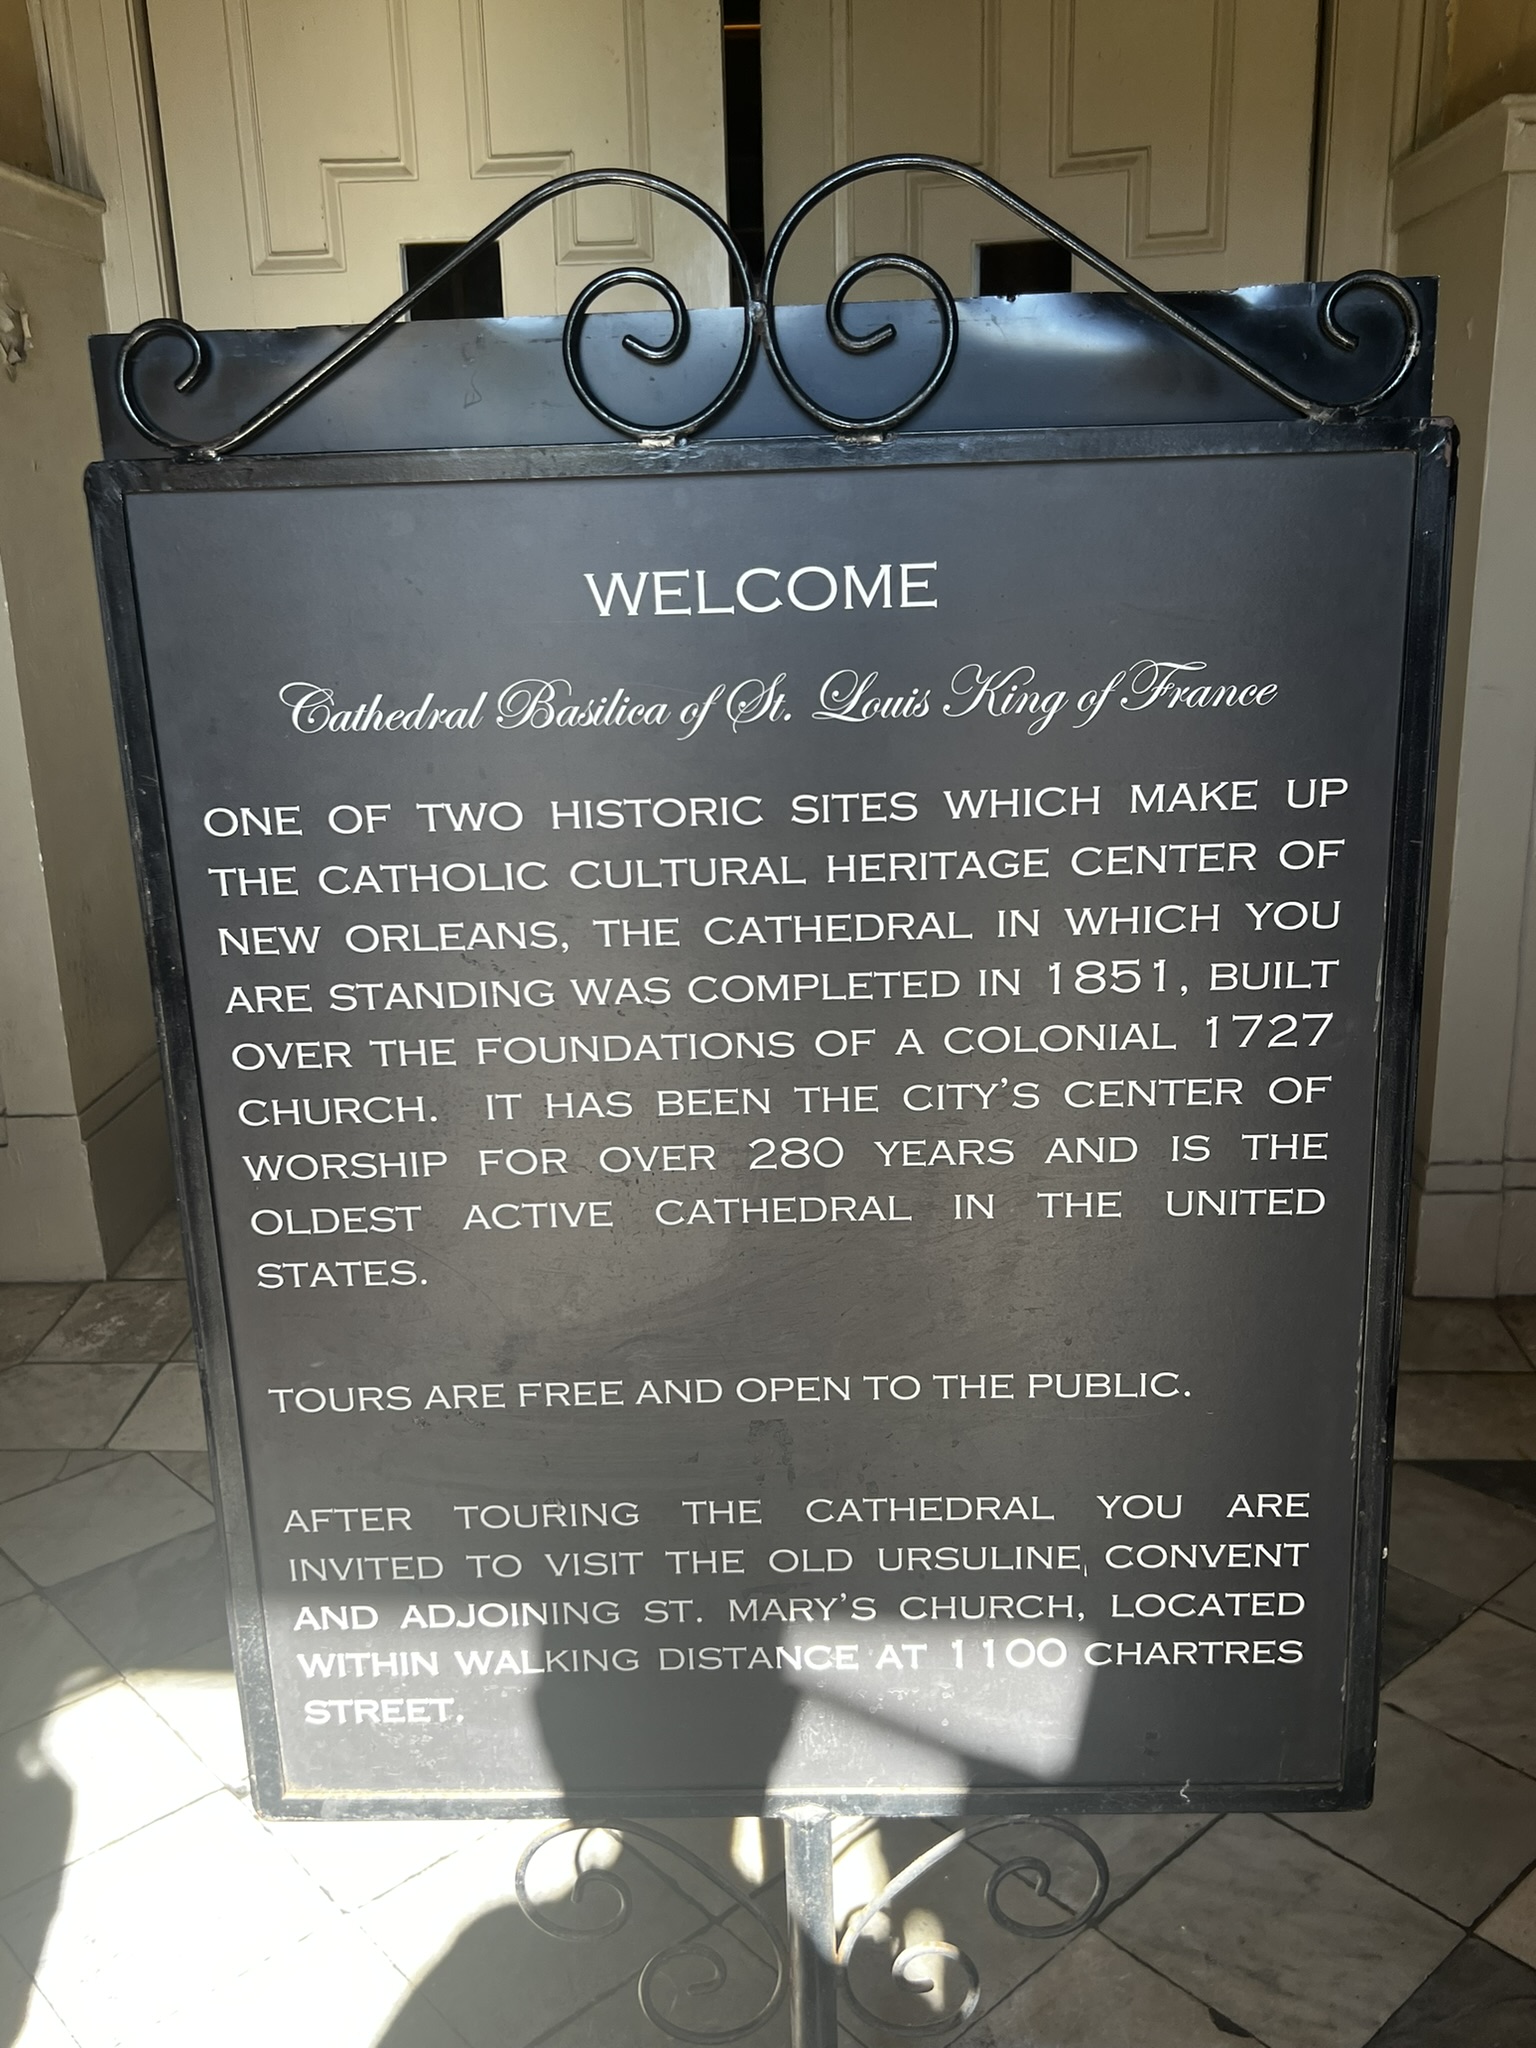 WELCOME
Cathedral Basilica of St. Louis King of France
ONE OF TWO HISTORIC SITES WHICH MAKE UP
THE CATHOLIC CULTURAL HERITAGE CENTER OF
NEW ORLEANS, THE CATHEDRAL IN WHICH YOU
ARE STANDING WAS COMPLETED IN 1851, BUILT
OVER THE FOUNDATIONS OF A COLONIAL 1727
CHURCH. IT HAS BEEN THE CITY'S CENTER OF
WORSHIP FOR OVER 280 YEARS AND IS THE
OLDEST ACTIVE CATHEDRAL IN THE UNITED
STATES.
TOURS ARE FREE AND OPEN TO THE PUBLIC.
AFTER TOURING THE CATHEDRAL YOU ARE
INVITED TO VISIT THE OLD URSULINE CONVENT
AND ADJOINING ST. MARY'S CHURCH, LOCATED
WITHIN WALKING DISTANCE AT 1100 CHARTRES
STREET.